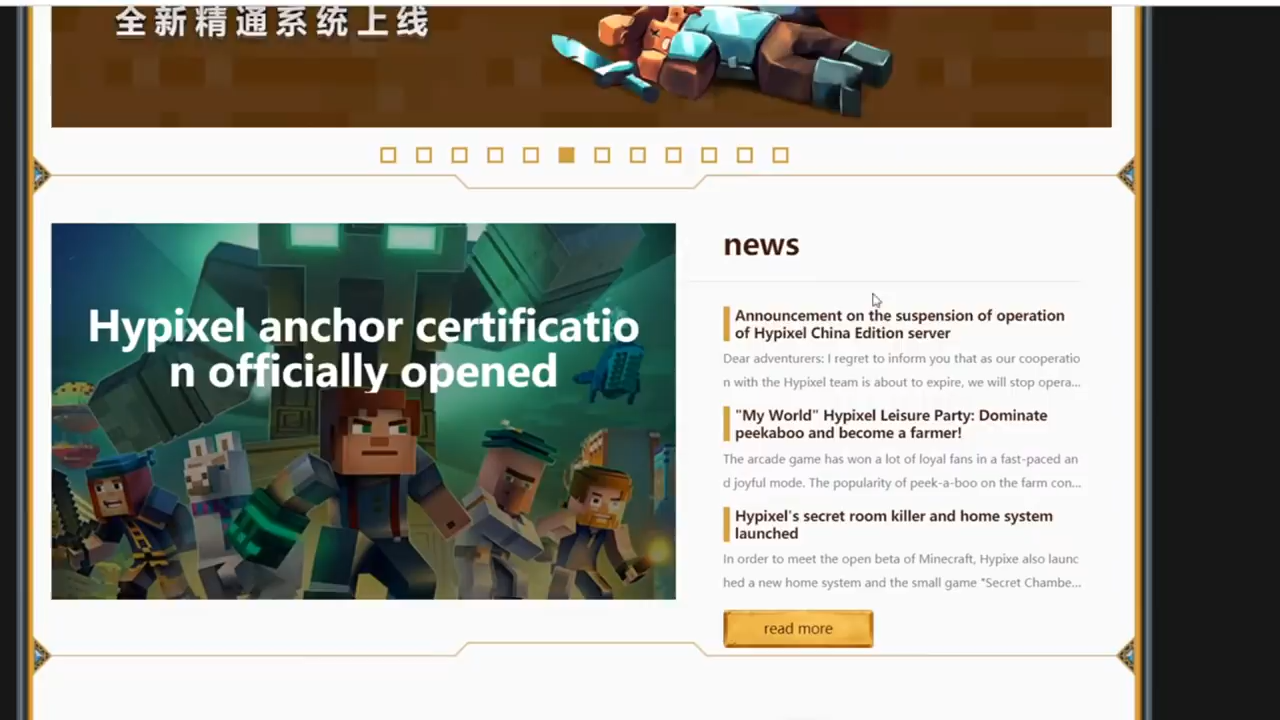 全新精通系统上线
Hypixel anchor certificatio
n officially opened
news
Announcement on the suspension of operation
of Hypixel China Edition server
Dear adventurers: I regret to inform you that as our cooperatio
n with the Hypixel team is about to expire, we will stop opera...
"My World" Hypixel Leisure Party: Dominate
peekaboo and become a farmer!
The arcade game has won a lot of loyal fans in a fast-paced an
d joyful mode. The popularity of peek-a-boo on the farm con...
Hypixel's secret room killer and home system
launched
In order to meet the open beta of Minecraft, Hypixe also launc
hed a new home system and the small game "Secret Chambe...
read more